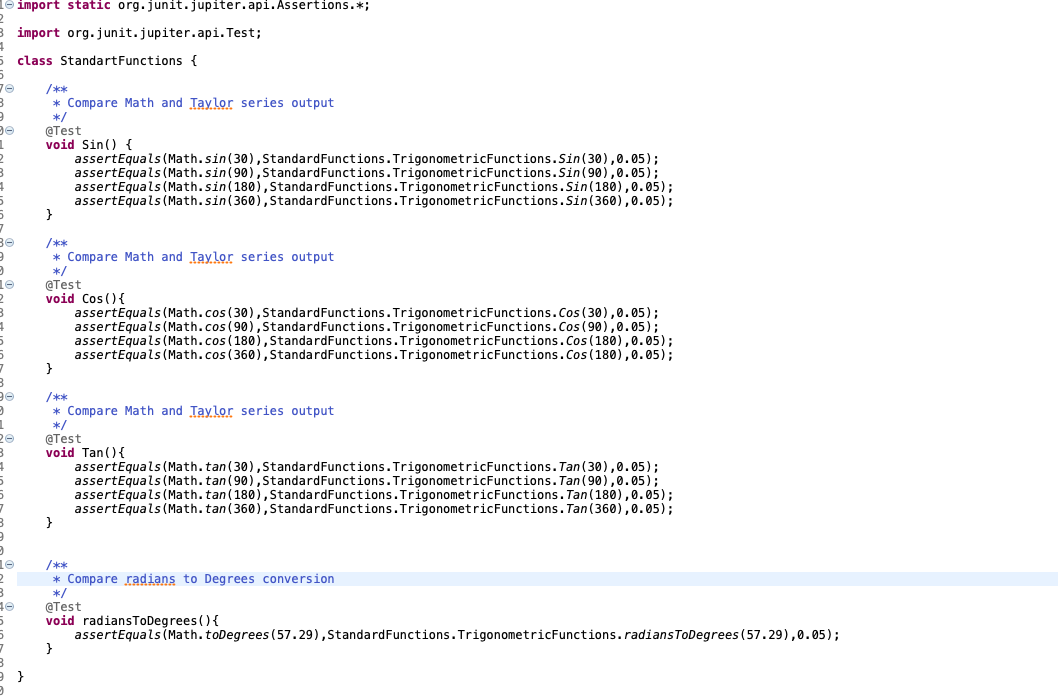 import static org.junit.jupiter.api.Assertions.*;
import org.junit.jupiter.api.Test;
class StandartFunctions {
/**
* Compare Math and Taylor series output
*/
@Test
void Sin() {
assertEquals(Math.sin(30),StandardFunctions.TrigonometricFunctions.Sin(30),0.05);
assertEquals(Math.sin(90),StandardFunctions.TrigonometricFunctions.Sin(90),0.05);
assertEquals(Math.sin(180),StandardFunctions.TrigonometricFunctions.Sin(180),0.05);
assertEquals(Math.sin(360),StandardFunctions.TrigonometricFunctions.Sin(360),0.05);
}
/**
* Compare Math and Taylor series output
*/
@Test
void Cos(){
assertEquals(Math.cos(30),StandardFunctions.TrigonometricFunctions.Cos(30),0.05);
assertEquals(Math.cos(90),StandardFunctions.TrigonometricFunctions.Cos(90),0.05);
assertEquals(Math.cos(180),StandardFunctions.TrigonometricFunctions.Cos(180),0.05);
assertEquals(Math.cos(360),StandardFunctions.TrigonometricFunctions.Cos(180),0.05);
}
/**
* Compare Math and Taylor series output
*/
@Test
void Tan(){
assertEquals(Math.tan(30),StandardFunctions.TrigonometricFunctions.Tan(30),0.05);
assertEquals(Math.tan(90),StandardFunctions.TrigonometricFunctions.Tan(90),0.05);
assertEquals(Math.tan(180),StandardFunctions.TrigonometricFunctions.Tan(180),0.05);
assertEquals(Math.tan(360),StandardFunctions.TrigonometricFunctions.Tan(360),0.05);
}
/**
* Compare radians to Degrees conversion
*/
@Test
void radiansToDegrees(){
assertEquals(Math.toDegrees(57.29),StandardFunctions.TrigonometricFunctions.radiansToDegrees(57.29),0.05);
}
}